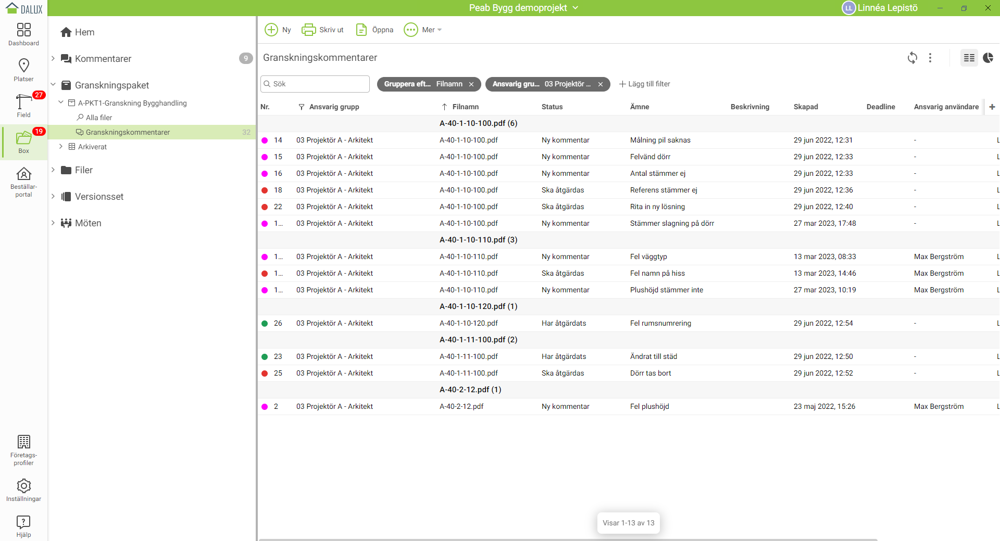 DALUX
Peab Bygg demoprojekt
LL Linnéa Lepistö
Dashboard
Platser
27
Field
19
Box
Beställar-
portal
Företags-
profiler
Inställningar
Hjälp
Hem
Kommentarer 9
Granskningspaket
A-PKT1-Granskning Bygghandling
Alla filer
Granskningskommentarer 32
Arkiverat
Filer
Versionsset
Möten
Ny Skriv ut Öppna Mer
Granskningskommentarer
Sök Gruppera eft... Filnamn Ansvarig gru... 03 Projektör ... Lägg till filter
Nr. Ansvarig grupp Filnamn Status Ämne Beskrivning Skapad Deadline Ansvarig användare
A-40-1-10-100.pdf (6)
14 03 Projektör A - Arkitekt A-40-1-10-100.pdf Ny kommentar Målning pil saknas 29 jun 2022, 12:31 - L
15 03 Projektör A - Arkitekt A-40-1-10-100.pdf Ny kommentar Felvänd dörr 29 jun 2022, 12:33 - L
16 03 Projektör A - Arkitekt A-40-1-10-100.pdf Ny kommentar Antal stämmer ej 29 jun 2022, 12:33 - L
18 03 Projektör A - Arkitekt A-40-1-10-100.pdf Ska åtgärdas Referens stämmer ej 29 jun 2022, 12:36 - L
22 03 Projektör A - Arkitekt A-40-1-10-100.pdf Ska åtgärdas Rita in ny lösning 29 jun 2022, 12:40 - L
1... 03 Projektör A - Arkitekt A-40-1-10-100.pdf Ny kommentar Stämmer slagning på dörr 27 mar 2023, 17:48 - L
A-40-1-10-110.pdf (3)
1... 03 Projektör A - Arkitekt A-40-1-10-110.pdf Ny kommentar Fel väggtyp 13 mar 2023, 08:33 Max Bergström L
1... 03 Projektör A - Arkitekt A-40-1-10-110.pdf Ska åtgärdas Fel namn på hiss 13 mar 2023, 14:46 Max Bergström L
1... 03 Projektör A - Arkitekt A-40-1-10-110.pdf Ny kommentar Plushöjd stämmer inte 27 mar 2023, 10:19 Max Bergström L
A-40-1-10-120.pdf (1)
26 03 Projektör A - Arkitekt A-40-1-10-120.pdf Har åtgärdats Fel rumsnumrering 29 jun 2022, 12:54 - L
A-40-1-11-100.pdf (2)
23 03 Projektör A - Arkitekt A-40-1-11-100.pdf Har åtgärdats Ändrat till städ 29 jun 2022, 12:50 - L
25 03 Projektör A - Arkitekt A-40-1-11-100.pdf Ska åtgärdas Dörr tas bort 29 jun 2022, 12:52 - L
A-40-2-12.pdf (1)
2 03 Projektör A - Arkitekt A-40-2-12.pdf Ny kommentar Fel plushöjd 23 maj 2022, 15:26 Max Bergström L
Visar 1-13 av 13